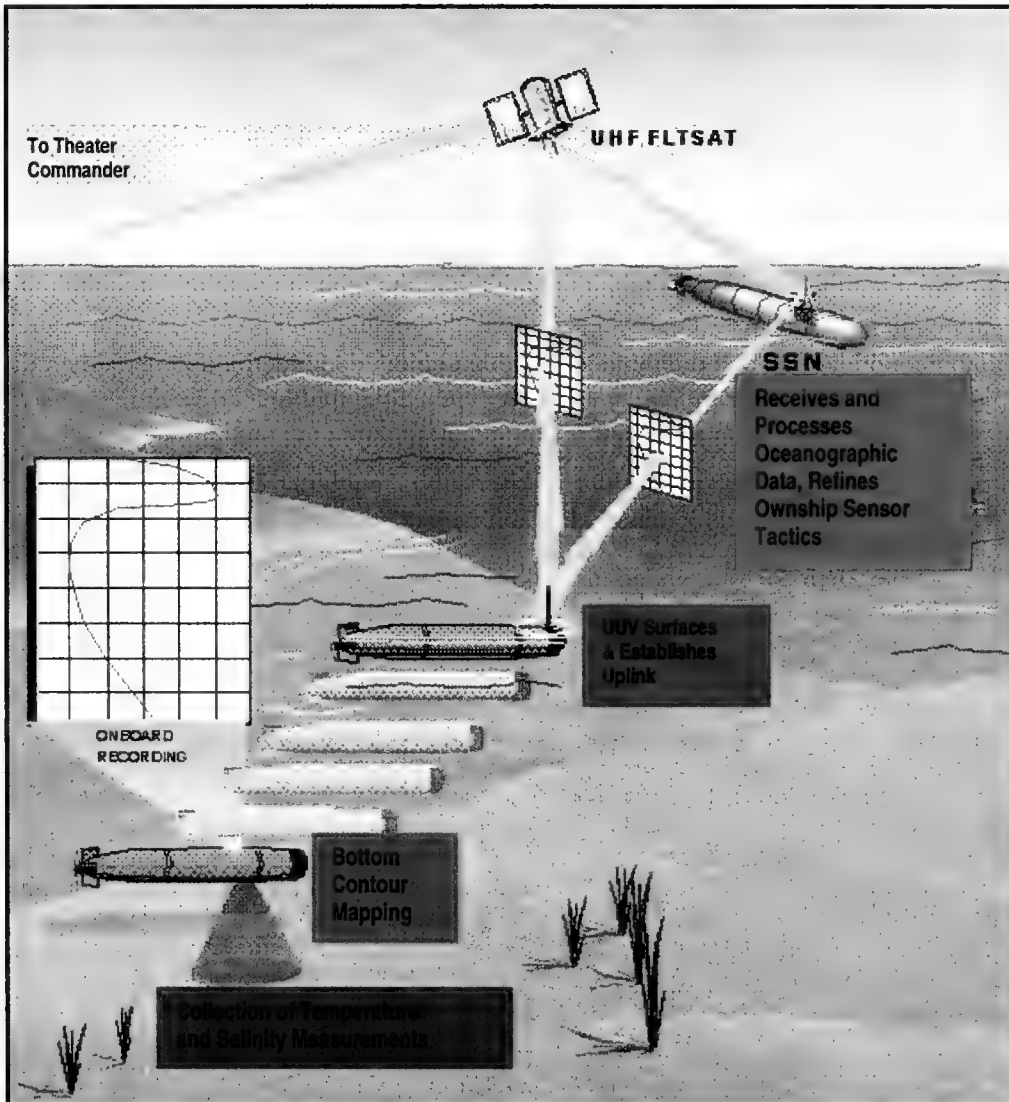 To Theater
Commander
UHF FLTSAT
SSN
Receives and
Processes
Oceanographic
Data, Refines
Ownship Sensor
Tactics
UUV Surfaces
& Establishes
Uplink
ONBOARD
RECORDING
Bottom
Contour
Mapping
Collection of Temperature
and Salinity Measurements